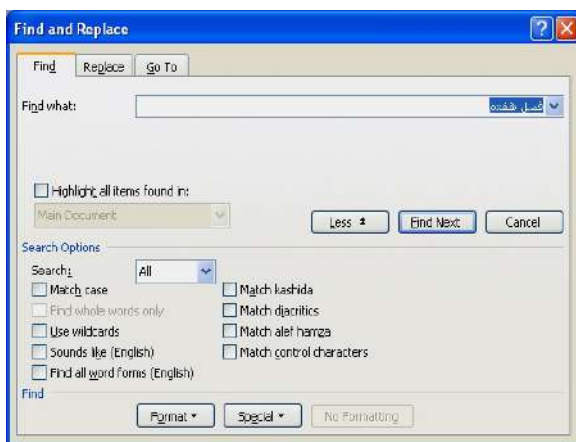 Find and Replace
Find Replace Go To
Find what: فصل هفدهم
Highlight all items found in:
Main Document
Less Find Next Cancel
Search Options
Search: All
Match case Match kashida
Find whole words only Match diacritics
Use wildcards Match alef hamza
Sounds like (English) Match control characters
Find all word forms (English)
Find
Format Special No Formatting